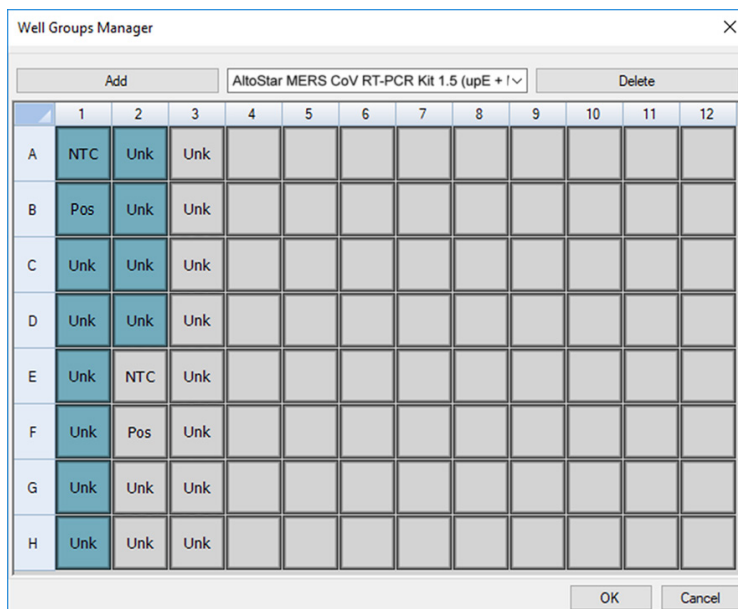 Well Groups Manager
Add AltoStar MERS CoV RT-PCR Kit 1.5 (upE + Delete
1 2 3 4 5 6 7 8 9 10 11 12
A NTC Unk Unk
B Pos Unk Unk
C Unk Unk Unk
D Unk Unk Unk
E Unk NTC Unk
F Unk Pos Unk
G Unk Unk Unk
H Unk Unk Unk
OK Cancel